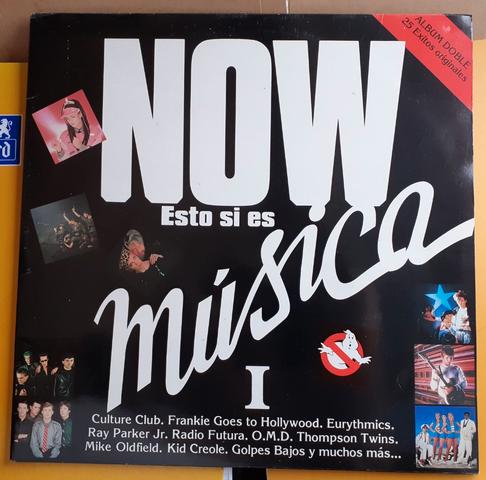 ALBUM DOBLE
25 Exitos originales
NOW
Esto si es
música
I
Culture Club. Frankie Goes to Hollywood. Eurythmics.
Ray Parker Jr. Radio Futura. O.M.D. Thompson Twins.
Mike Oldfield. Kid Creole. Golpes Bajos y muchos más...
rd